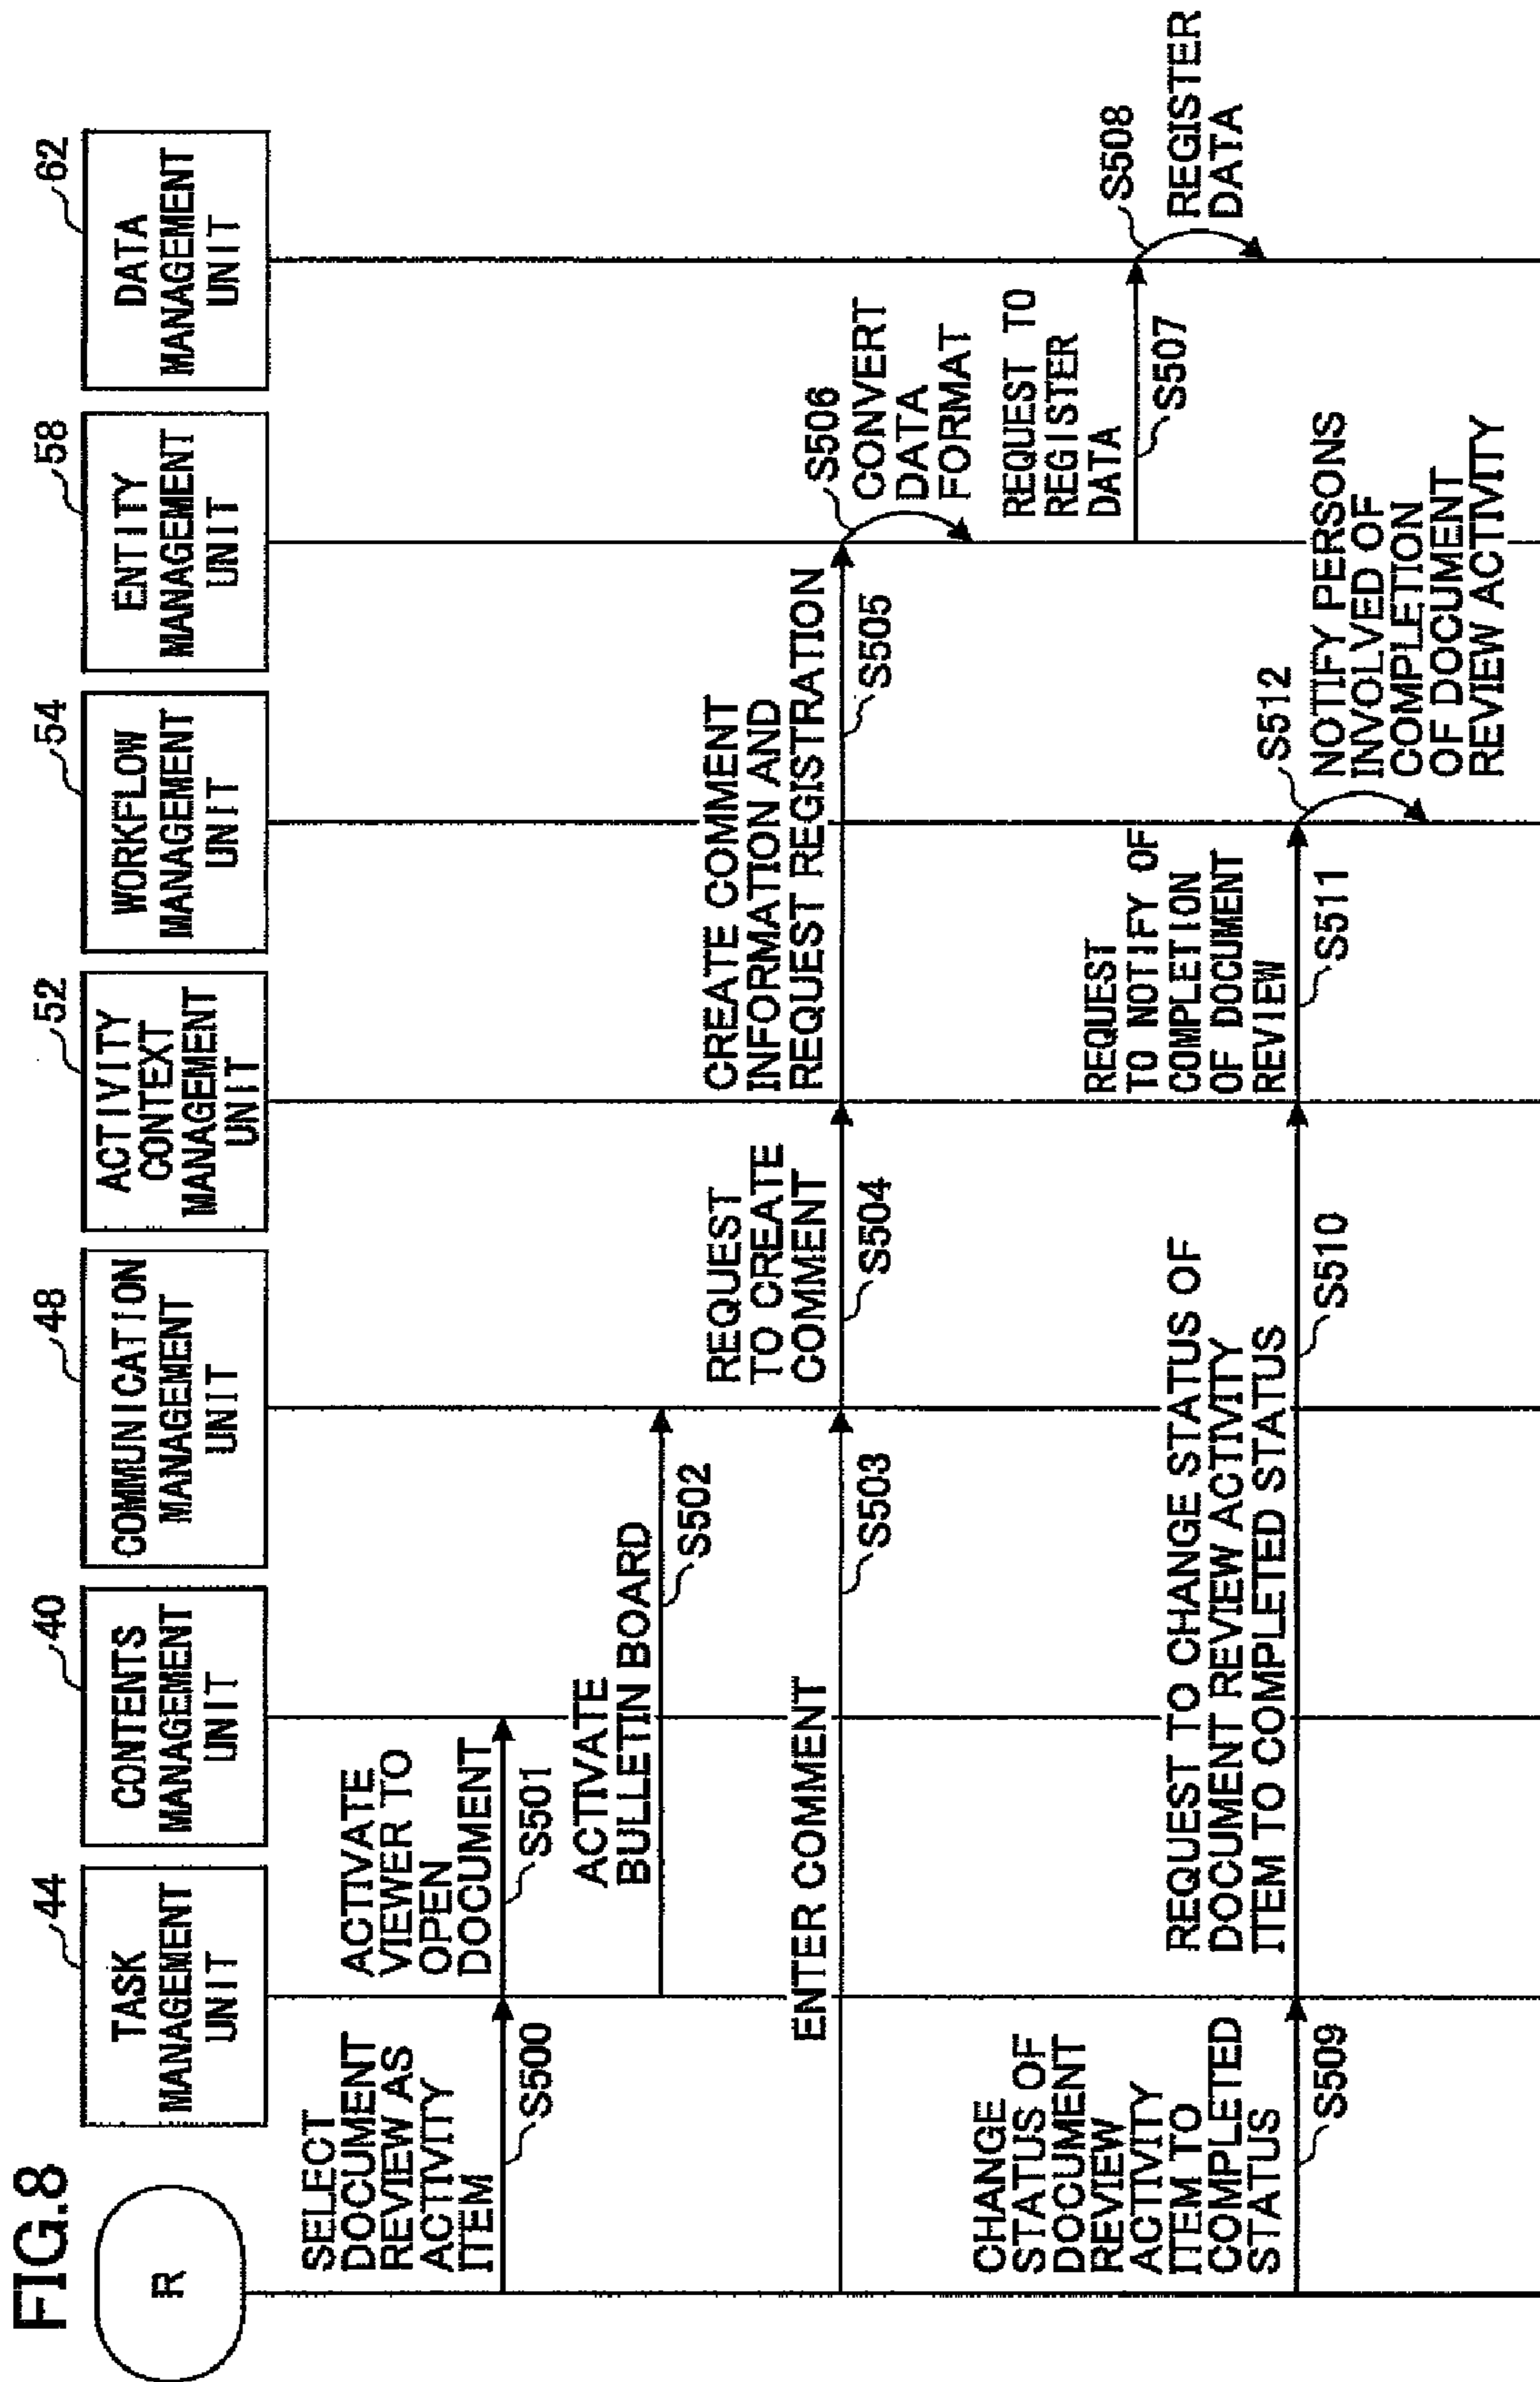 FIG.8
R
44
TASK
MANAGEMENT
UNIT
40
CONTENTS
MANAGEMENT
UNIT
48
COMMUNICATION
MANAGEMENT
UNIT
52
ACTIVITY
CONTEXT
MANAGEMENT
UNIT
54
WORKFLOW
MANAGEMENT
UNIT
58
ENTITY
MANAGEMENT
UNIT
62
DATA
MANAGEMENT
UNIT
SELECT
DOCUMENT
REVIEW AS
ACTIVITY
ITEM
S500
ACTIVATE
VIEWER TO
OPEN
DOCUMENT
S501
ACTIVATE
BULLETIN BOARD
S502
ENTER COMMENT
S503
REQUEST
TO CREATE
COMMENT
S504
CREATE COMMENT
INFORMATION AND
REQUEST REGISTRATION
S505
S506
CONVERT
DATA
FORMAT
REQUEST TO
REGISTER
DATA
S507
S508
REGISTER
DATA
CHANGE
STATUS OF
DOCUMENT
REVIEW
ACTIVITY
ITEM TO
COMPLETED
STATUS
S509
REQUEST TO CHANGE STATUS OF
DOCUMENT REVIEW ACTIVITY
ITEM TO COMPLETED STATUS
S510
REQUEST
TO NOTIFY OF
COMPLETION
OF DOCUMENT
REVIEW
S511
S512
NOTIFY PERSONS
INVOLVED OF
COMPLETION
OF DOCUMENT
REVIEW ACTIVITY